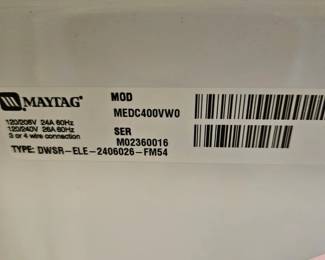 MAYTAG
MOD
MEDC400VW0
120/208V 24A 60Hz
120/240V 26A 60Hz
3 or 4 wire connection
SER
M02360016
TYPE: DWSR-ELE-2406026-FM54